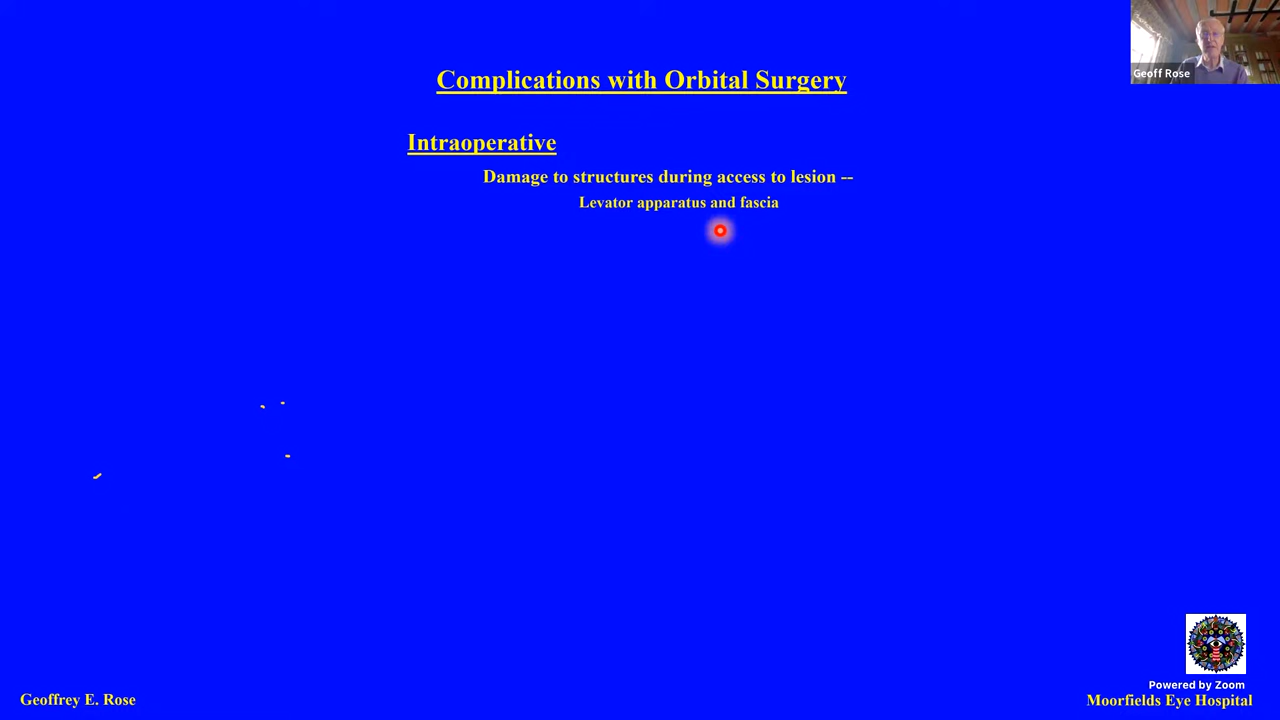 Geoff Rose
Complications with Orbital Surgery
Intraoperative
Damage to structures during access to lesion --
Levator apparatus and fascia
Powered by Zoom
Geoffrey E. Rose
Moorfields Eye Hospital